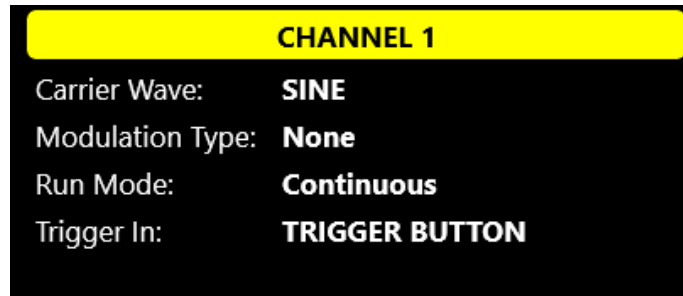 CHANNEL 1
Carrier Wave: SINE
Modulation Type: None
Run Mode: Continuous
Trigger In: TRIGGER BUTTON